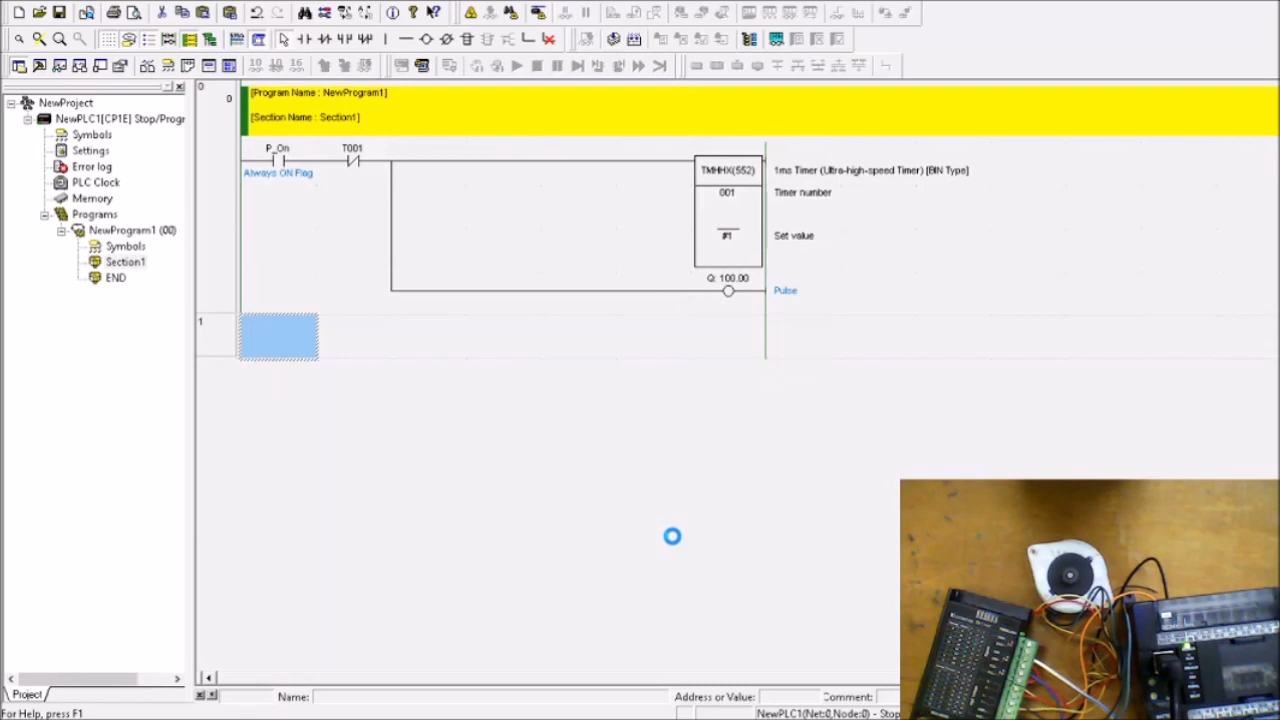 NewProject
NewPLC1[CP1E] Stop/Progr
Symbols
Settings
Error log
PLC Clock
Memory
Programs
NewProgram1 (00)
Symbols
Section1
END
Project
0
0
[Program Name : NewProgram1]
[Section Name : Section1]
P_On
T001
Always ON Flag
TMHHX(552)
1ms Timer (Ultra-high-speed Timer) [BIN Type]
001
Timer number
#1
Set value
Q: 100.00
Pulse
1
Name:
Address or Value:
Comment:
For Help, press F1
NewPLC1(Net:0,Node:0) - Stop